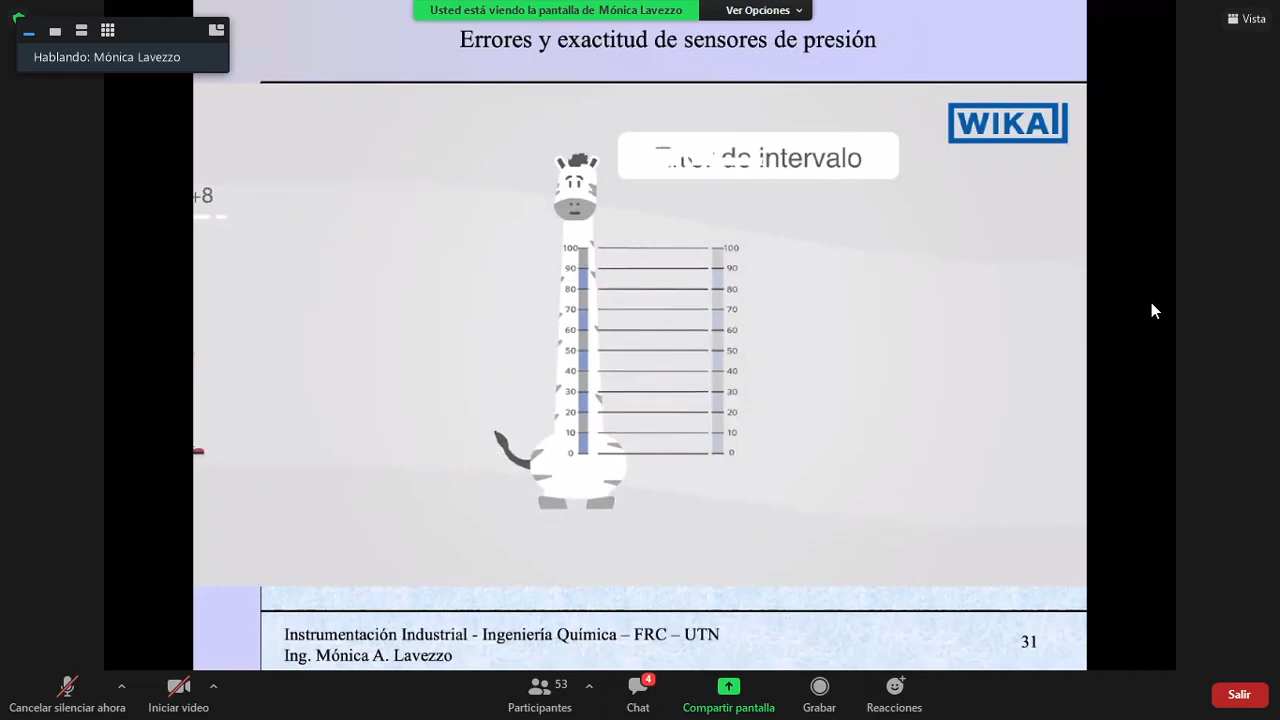 Usted está viendo la pantalla de Mónica Lavezzo
Ver Opciones
Vista
Hablando: Mónica Lavezzo
Errores y exactitud de sensores de presión
WIKA
de intervalo
+8
100 100
90 90
80 80
70 70
60 60
50 50
40 40
30 30
20 20
10 10
0 0
Instrumentación Industrial - Ingeniería Química – FRC – UTN
Ing. Mónica A. Lavezzo
31
Cancelar silenciar ahora
Iniciar video
Participantes
53
Chat
4
Compartir pantalla
Grabar
Reacciones
Salir